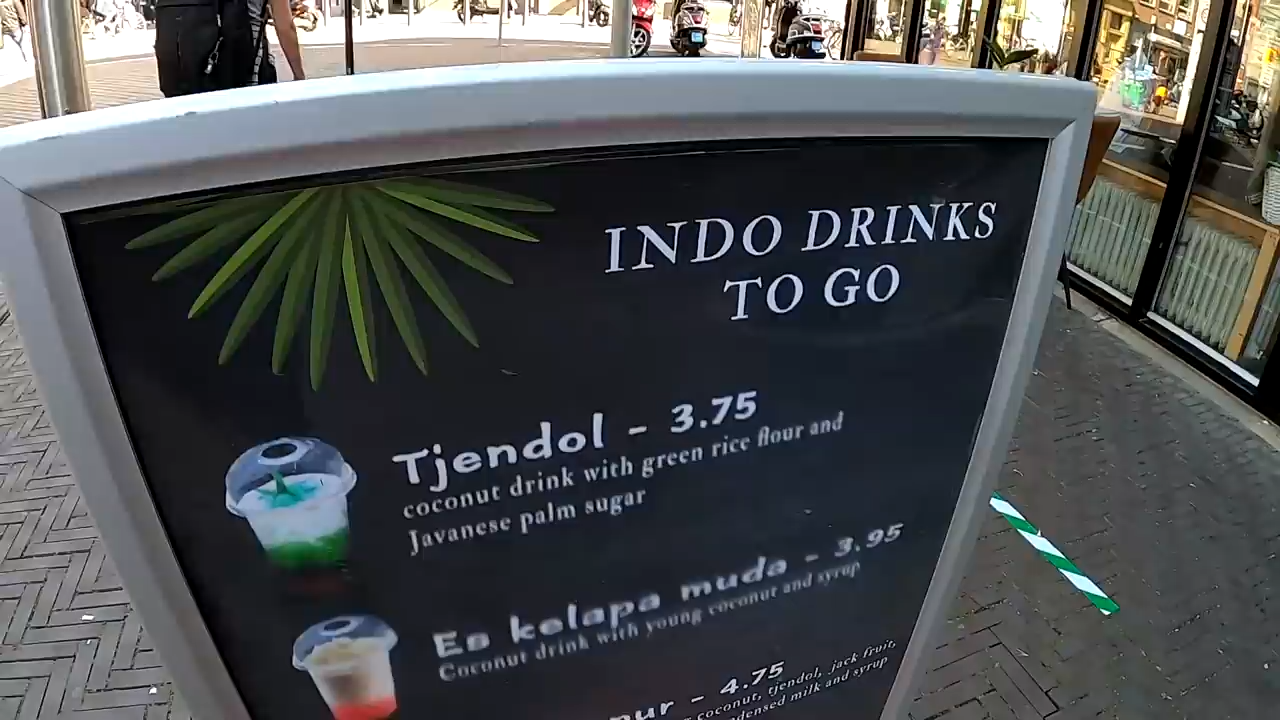 INDO DRINKS
TO GO
Tjendol - 3.75
coconut drink with green rice flour and
Javanese palm sugar
Es kelapa muda - 3.95
Coconut drink with young coconut and syrup
- 4.75
coconut, tjendol, jack fruit,
milk and syrup